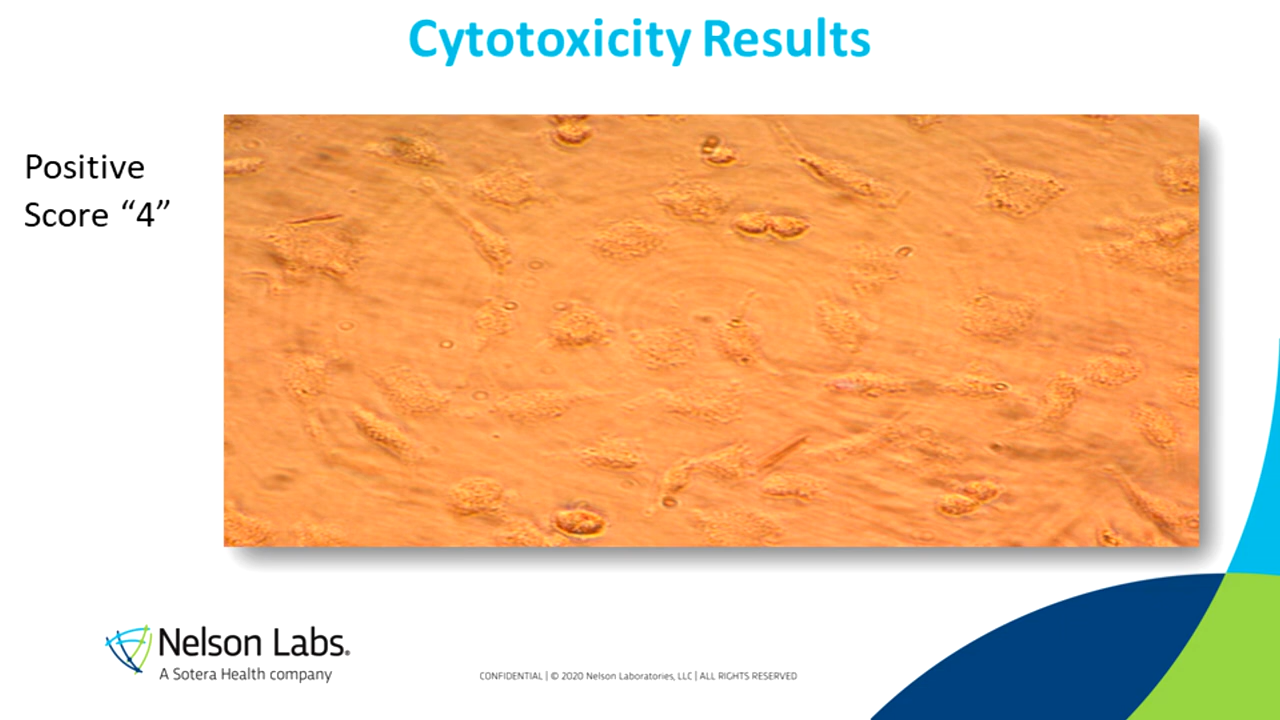 Cytotoxicity Results
Positive
Score “4”
Nelson Labs®
A Sotera Health company
CONFIDENTIAL | © 2020 Nelson Laboratories, LLC | ALL RIGHTS RESERVED